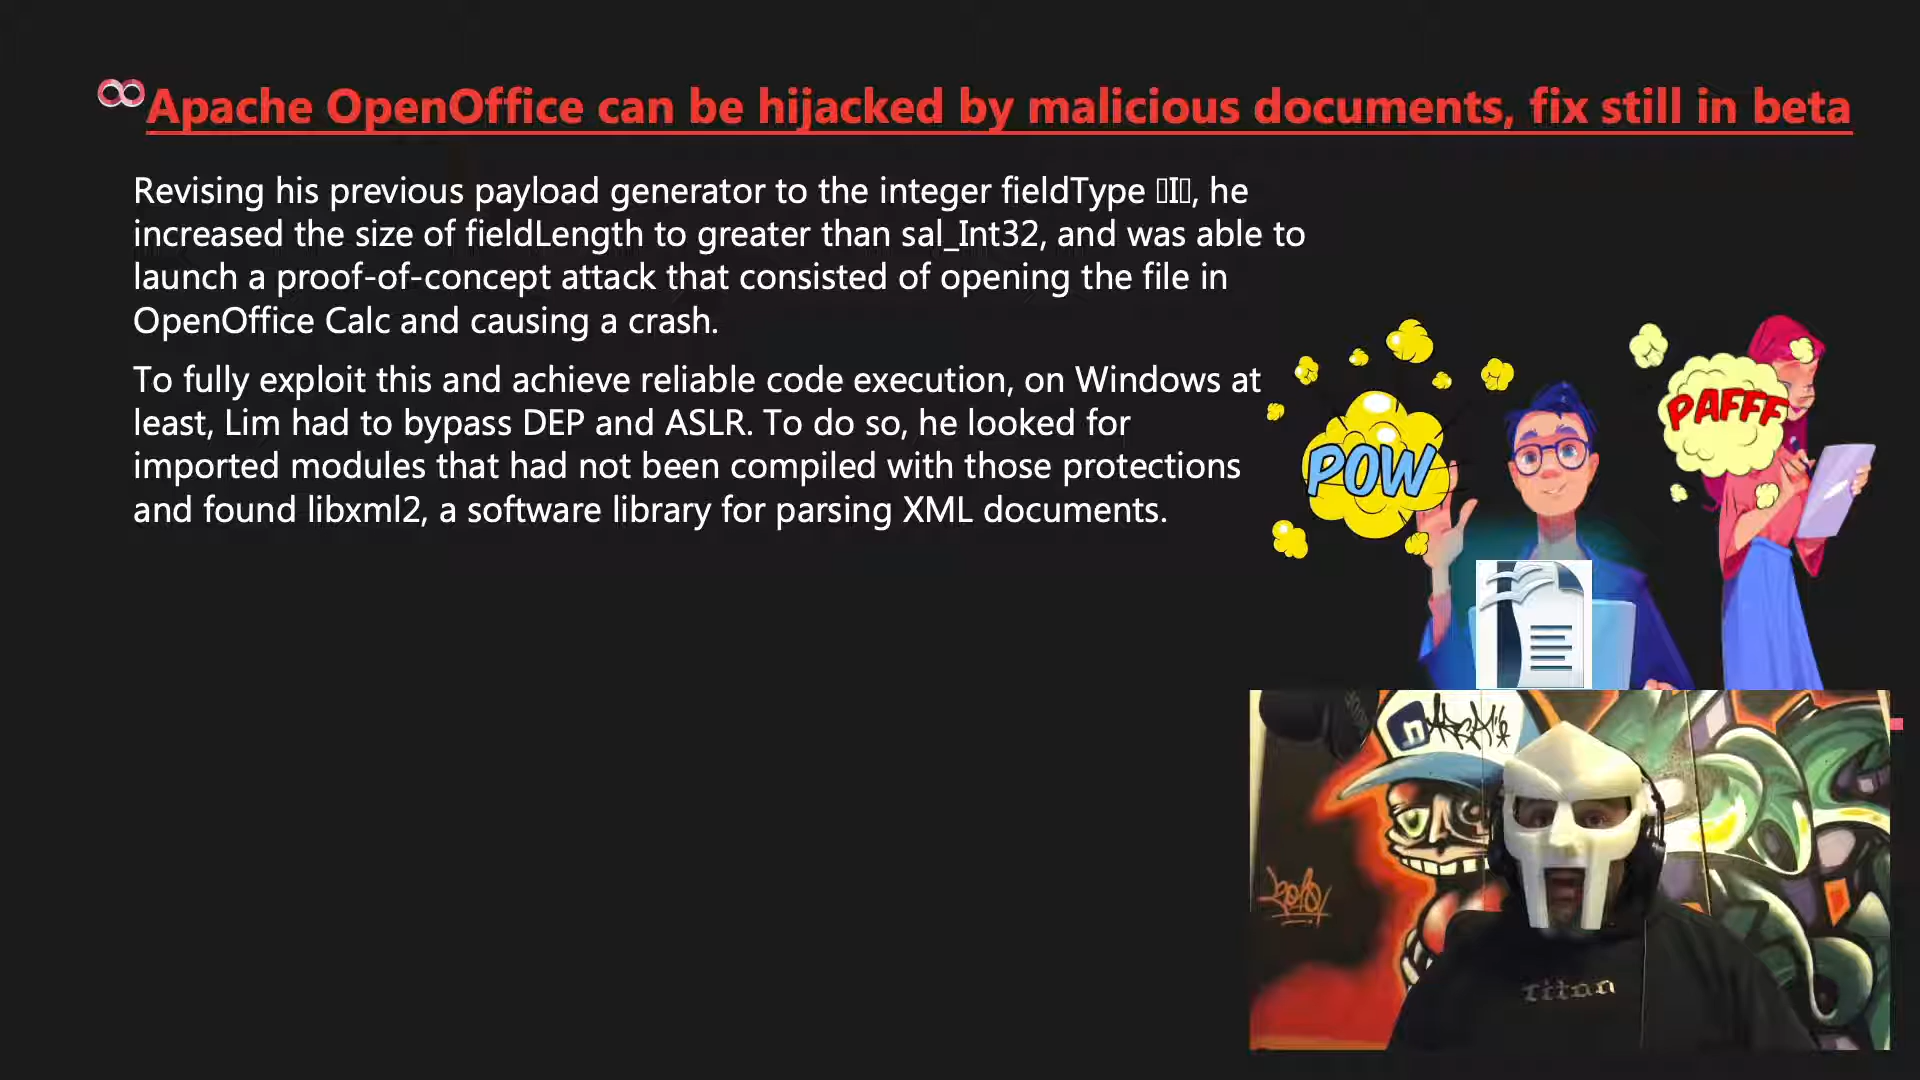 Apache OpenOffice can be hijacked by malicious documents, fix still in beta
Revising his previous payload generator to the integer fieldType ▯I▯, he
increased the size of fieldLength to greater than sal_Int32, and was able to
launch a proof-of-concept attack that consisted of opening the file in
OpenOffice Calc and causing a crash.
To fully exploit this and achieve reliable code execution, on Windows at
least, Lim had to bypass DEP and ASLR. To do so, he looked for
imported modules that had not been compiled with those protections
and found libxml2, a software library for parsing XML documents.
POW
PAFFF
Titan